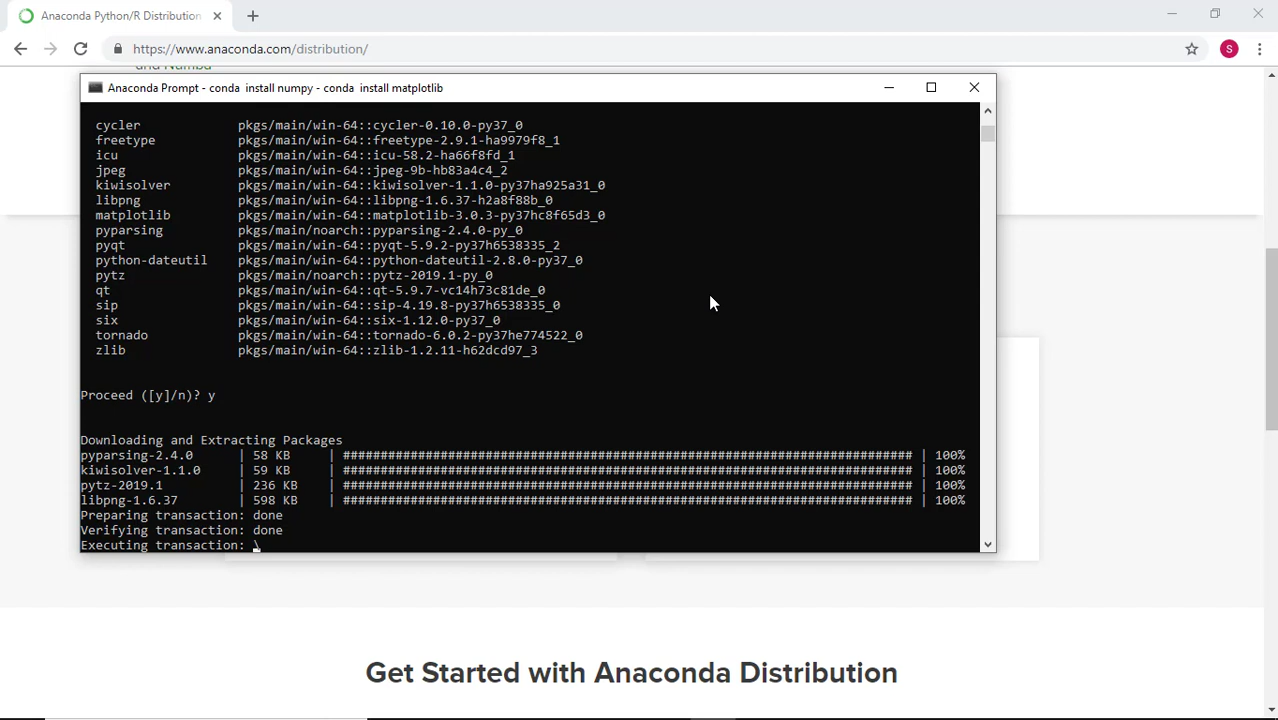 Anaconda Python/R Distribution
https://www.anaconda.com/distribution/
S
and Numba
Anaconda Prompt - conda  install numpy - conda  install matplotlib
cycler pkgs/main/win-64::cycler-0.10.0-py37_0
freetype pkgs/main/win-64::freetype-2.9.1-ha9979f8_1
icu pkgs/main/win-64::icu-58.2-ha66f8fd_1
jpeg pkgs/main/win-64::jpeg-9b-hb83a4c4_2
kiwisolver pkgs/main/win-64::kiwisolver-1.1.0-py37ha925a31_0
libpng pkgs/main/win-64::libpng-1.6.37-h2a8f88b_0
matplotlib pkgs/main/win-64::matplotlib-3.0.3-py37hc8f65d3_0
pyparsing pkgs/main/noarch::pyparsing-2.4.0-py_0
pyqt pkgs/main/win-64::pyqt-5.9.2-py37h6538335_2
python-dateutil pkgs/main/win-64::python-dateutil-2.8.0-py37_0
pytz pkgs/main/noarch::pytz-2019.1-py_0
qt pkgs/main/win-64::qt-5.9.7-vc14h73c81de_0
sip pkgs/main/win-64::sip-4.19.8-py37h6538335_0
six pkgs/main/win-64::six-1.12.0-py37_0
tornado pkgs/main/win-64::tornado-6.0.2-py37he774522_0
zlib pkgs/main/win-64::zlib-1.2.11-h62dcd97_3
Proceed ([y]/n)? y
Downloading and Extracting Packages
pyparsing-2.4.0 | 58 KB | ############################################################################ | 100%
kiwisolver-1.1.0 | 59 KB | ############################################################################ | 100%
pytz-2019.1 | 236 KB | ############################################################################ | 100%
libpng-1.6.37 | 598 KB | ############################################################################ | 100%
Preparing transaction: done
Verifying transaction: done
Executing transaction: \
Get Started with Anaconda Distribution